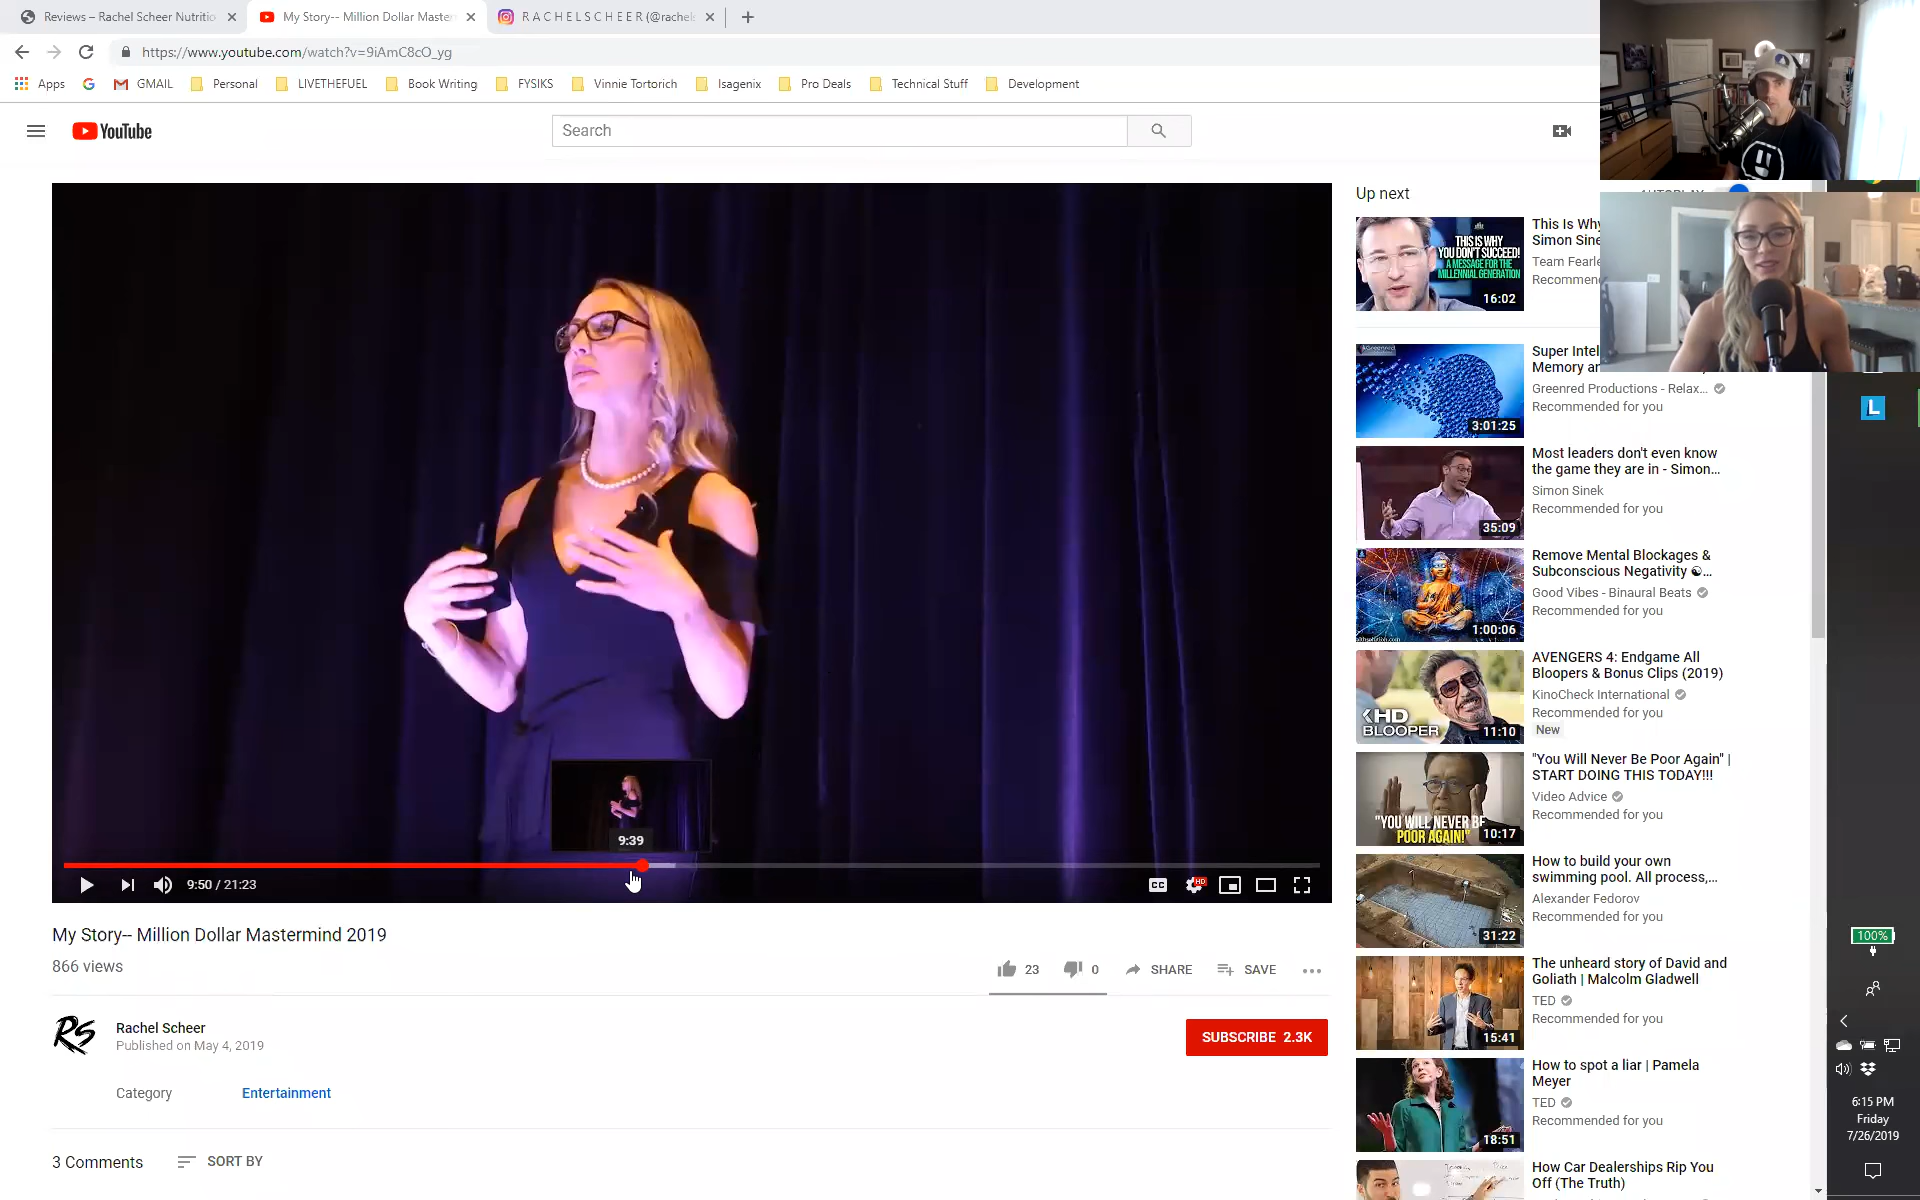 Reviews – Rachel Scheer Nutritio
My Story-- Million Dollar Master
R A C H E L S C H E E R (@rachels
https://www.youtube.com/watch?v=9iAmC8cO_yg
Apps
GMAIL
Personal
LIVETHEFUEL
Book Writing
FYSIKS
Vinnie Tortorich
Isagenix
Pro Deals
Technical Stuff
Development
YouTube
Search
Up next
AUTOPLAY
THIS IS WHY
YOU DON'T SUCCEED!
A MESSAGE FOR THE
MILLENNIAL GENERATION
16:02
This Is Why
Simon Sine
Team Fearle
Recommen
Greenred
3:01:25
Super Intel
Memory an
Greenred Productions - Relax...
Recommended for you
35:09
Most leaders don't even know
the game they are in - Simon...
Simon Sinek
Recommended for you
1:00:06
Remove Mental Blockages &
Subconscious Negativity ☯...
Good Vibes - Binaural Beats
Recommended for you
HD
BLOOPER
11:10
AVENGERS 4: Endgame All
Bloopers & Bonus Clips (2019)
KinoCheck International
Recommended for you
New
"YOU WILL NEVER BE
POOR AGAIN!"
10:17
"You Will Never Be Poor Again" |
START DOING THIS TODAY!!!
Video Advice
Recommended for you
31:22
How to build your own
swimming pool. All process,...
Alexander Fedorov
Recommended for you
15:41
The unheard story of David and
Goliath | Malcolm Gladwell
TED
Recommended for you
18:51
How to spot a liar | Pamela
Meyer
TED
Recommended for you
How Car Dealerships Rip You
Off (The Truth)
9:39
9:50 / 21:23
CC
HD
My Story-- Million Dollar Mastermind 2019
866 views
23
0
SHARE
SAVE
RS
Rachel Scheer
Published on May 4, 2019
SUBSCRIBE 2.3K
Category
Entertainment
3 Comments
SORT BY
L
100%
6:15 PM
Friday
7/26/2019